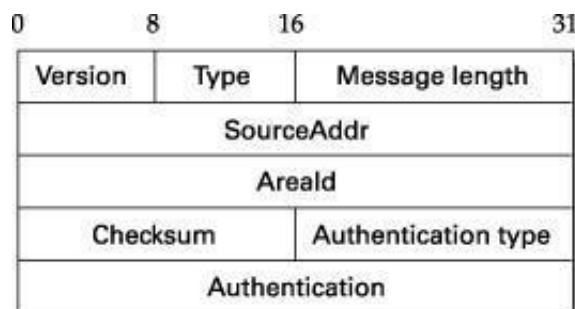 0 8 16 31
Version Type Message length
SourceAddr
AreaId
Checksum Authentication type
Authentication